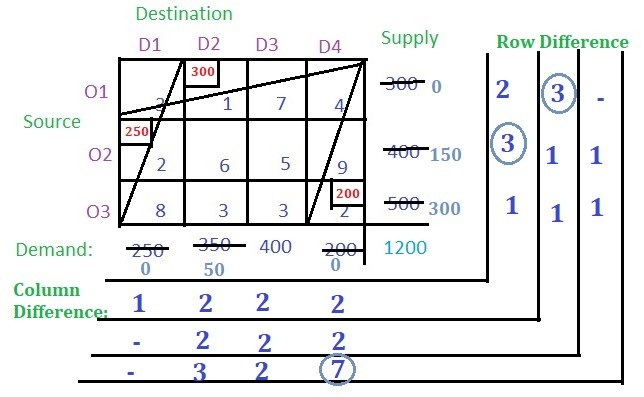 Destination
D1 D2 D3 D4 Supply Row Difference
O1 300 3 1 7 4 300 0 2 3 -
Source
O2 250 2 6 5 9 400 150 3 1 1
O3 8 3 3 200 2 500 300 1 1 1
Demand: 250 350 400 200 1200
0 50 0
Column
Difference: 1 2 2 2
- 2 2 2
- 3 2 7